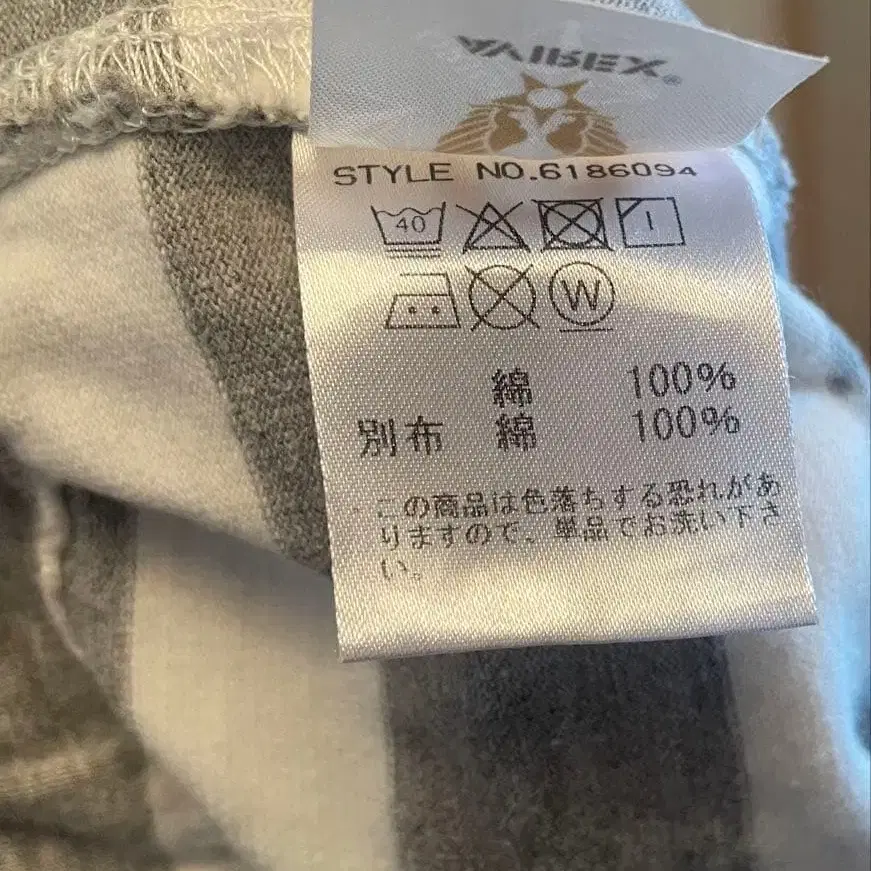 AVIREX®
STYLE NO.6186094
40
W
綿 100%
別布 綿 100%
この商品は色落ちする恐れがあ
りますので、単品でお洗い下さ
い。